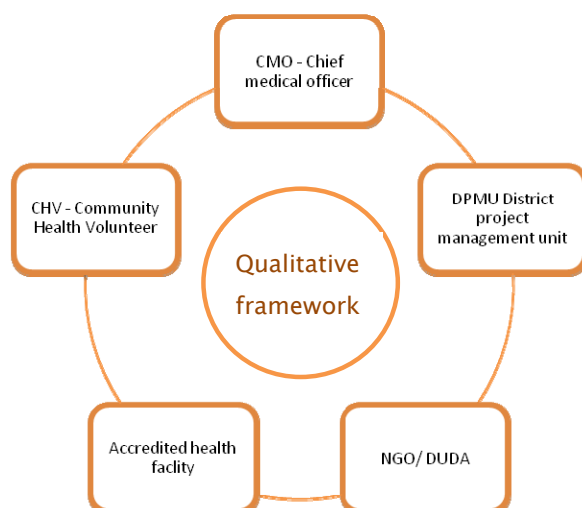 CMO - Chief
medical officer
DPMU District
project
management unit
NGO/ DUDA
Accredited health
faclity
CHV - Community
Health Volunteer
Qualitative
framework